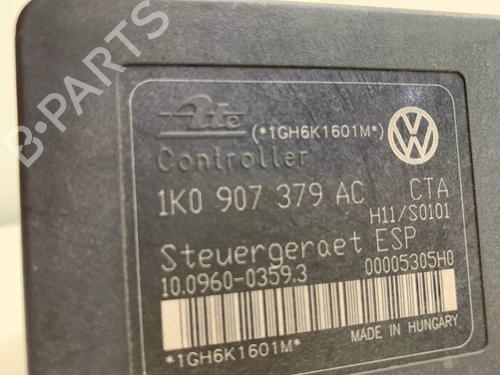 B-PARTS
Ate
(*1GH6K1601M*)
Controller
1K0 907 379 AC CTA
H11/S0101
Steuergeraet ESP
10.0960-0359.3 00005305H0
MADE IN HUNGARY
*1GH6K1601M*